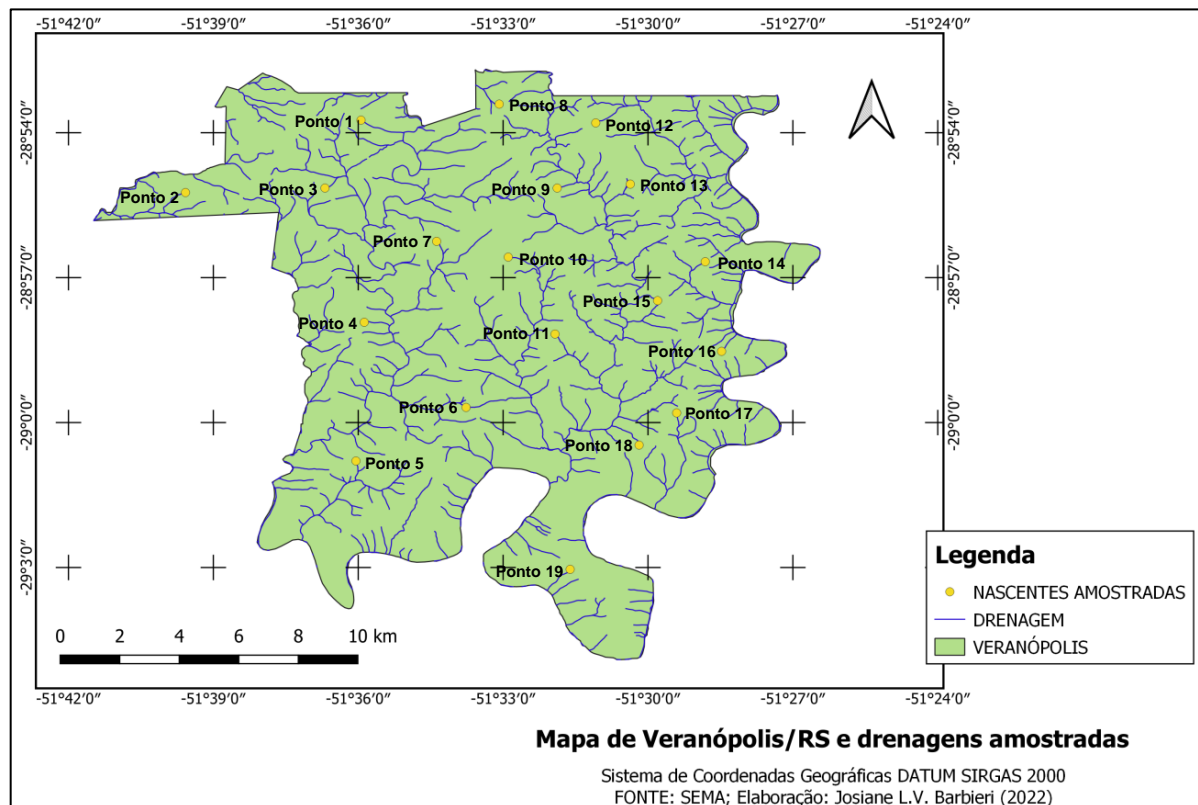 -51°42′0″ -51°39′0″ -51°36′0″ -51°33′0″ -51°30′0″ -51°27′0″ -51°24′0″
-28°54′0″ -28°54′0″
Ponto 8
Ponto 1
Ponto 12
Ponto 2
Ponto 3
Ponto 9
Ponto 13
Ponto 7
Ponto 10
Ponto 14
-28°57′0″ -28°57′0″
Ponto 15
Ponto 4
Ponto 11
Ponto 16
Ponto 6
Ponto 17
-29°0′0″ -29°0′0″
Ponto 18
Ponto 5
Ponto 19
-29°3′0″ -29°3′0″
Legenda
NASCENTES AMOSTRADAS
DRENAGEM
VERANÓPOLIS
0 2 4 6 8 10 km
-51°42′0″ -51°39′0″ -51°36′0″ -51°33′0″ -51°30′0″ -51°27′0″ -51°24′0″
Mapa de Veranópolis/RS e drenagens amostradas
Sistema de Coordenadas Geográficas DATUM SIRGAS 2000
FONTE: SEMA; Elaboração: Josiane L.V. Barbieri (2022)